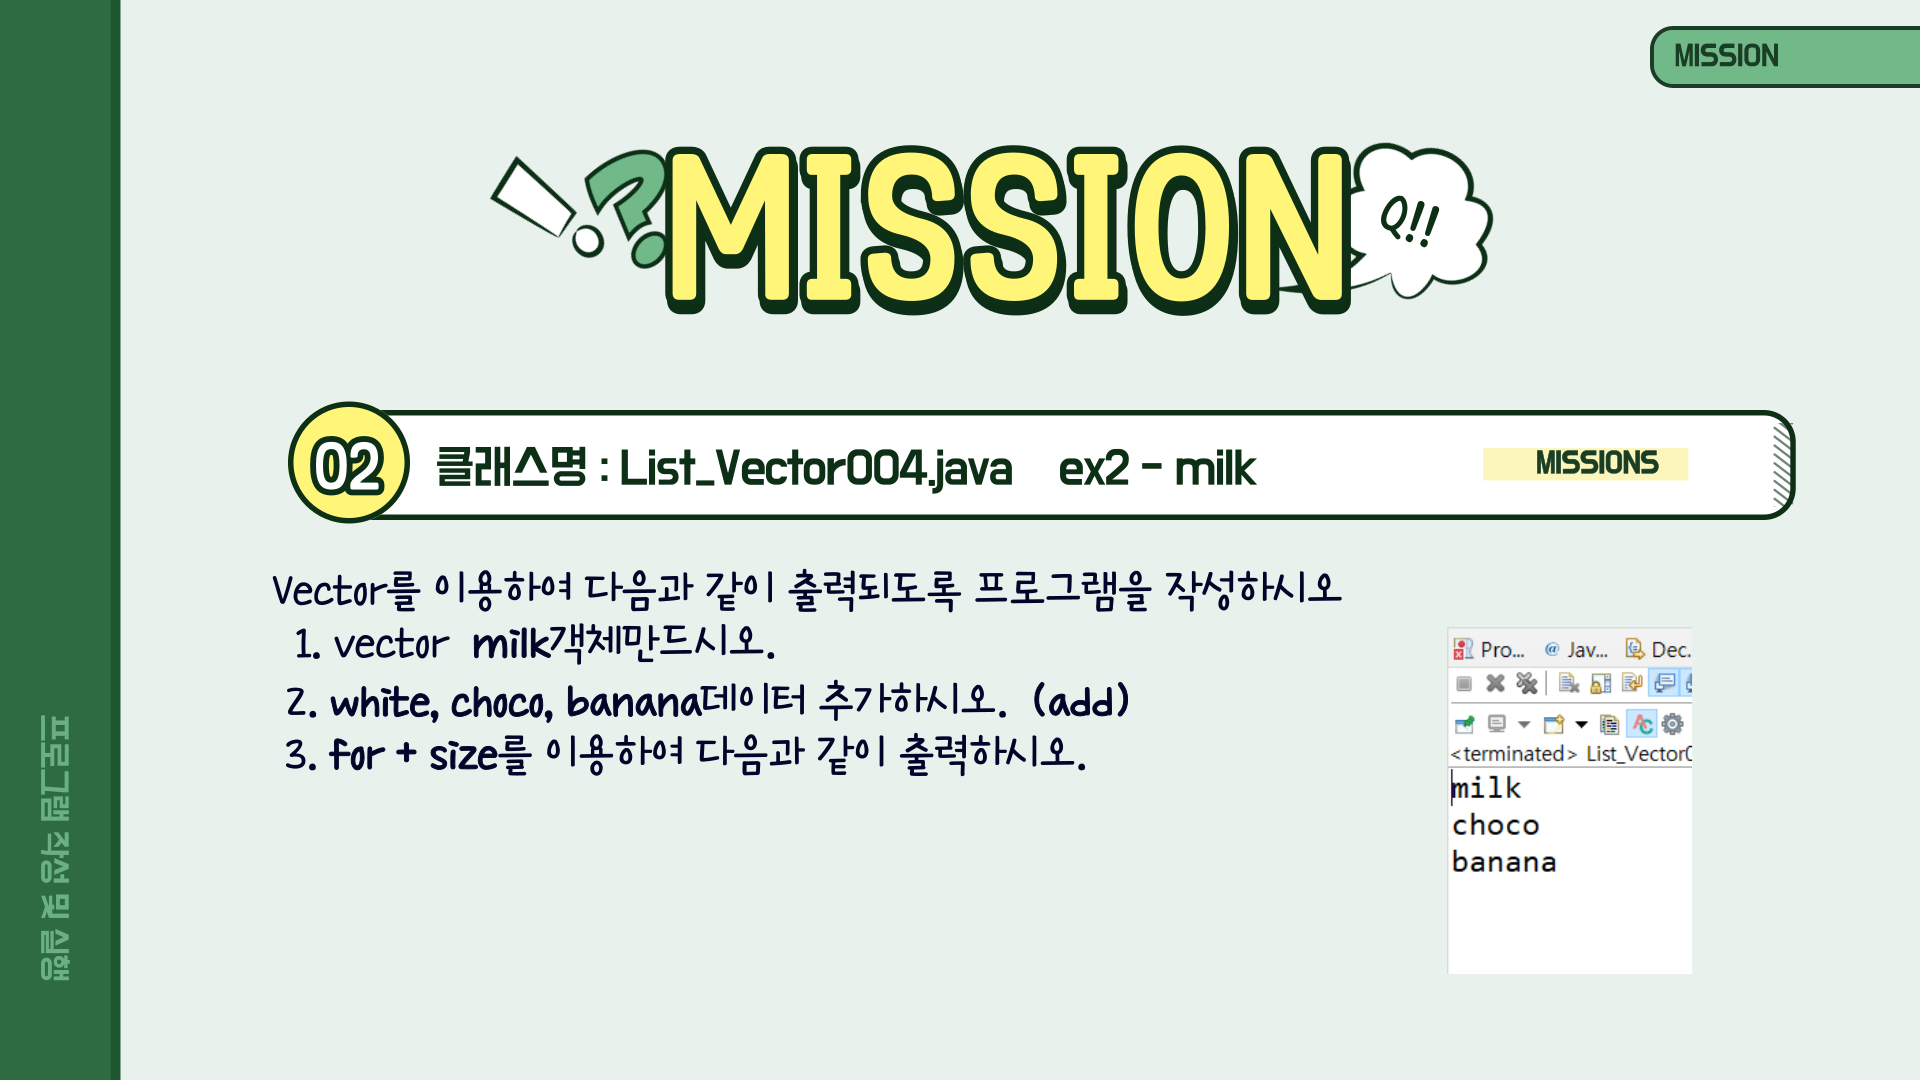 MISSION
MISSION
Q!!
02
클래스명 : List_Vector004.java ex2 - milk
MISSIONS
Vector를 이용하여 다음과 같이 출력되도록 프로그램을 작성하시오
1. vector milk객체만드시오.
2. white, choco, banana데이터 추가하시오. (add)
3. for + size를 이용하여 다음과 같이 출력하시오.
Pro... @ Jav... Dec.
<terminated> List_Vector0
milk
choco
banana
프로그램 작성 및 실행